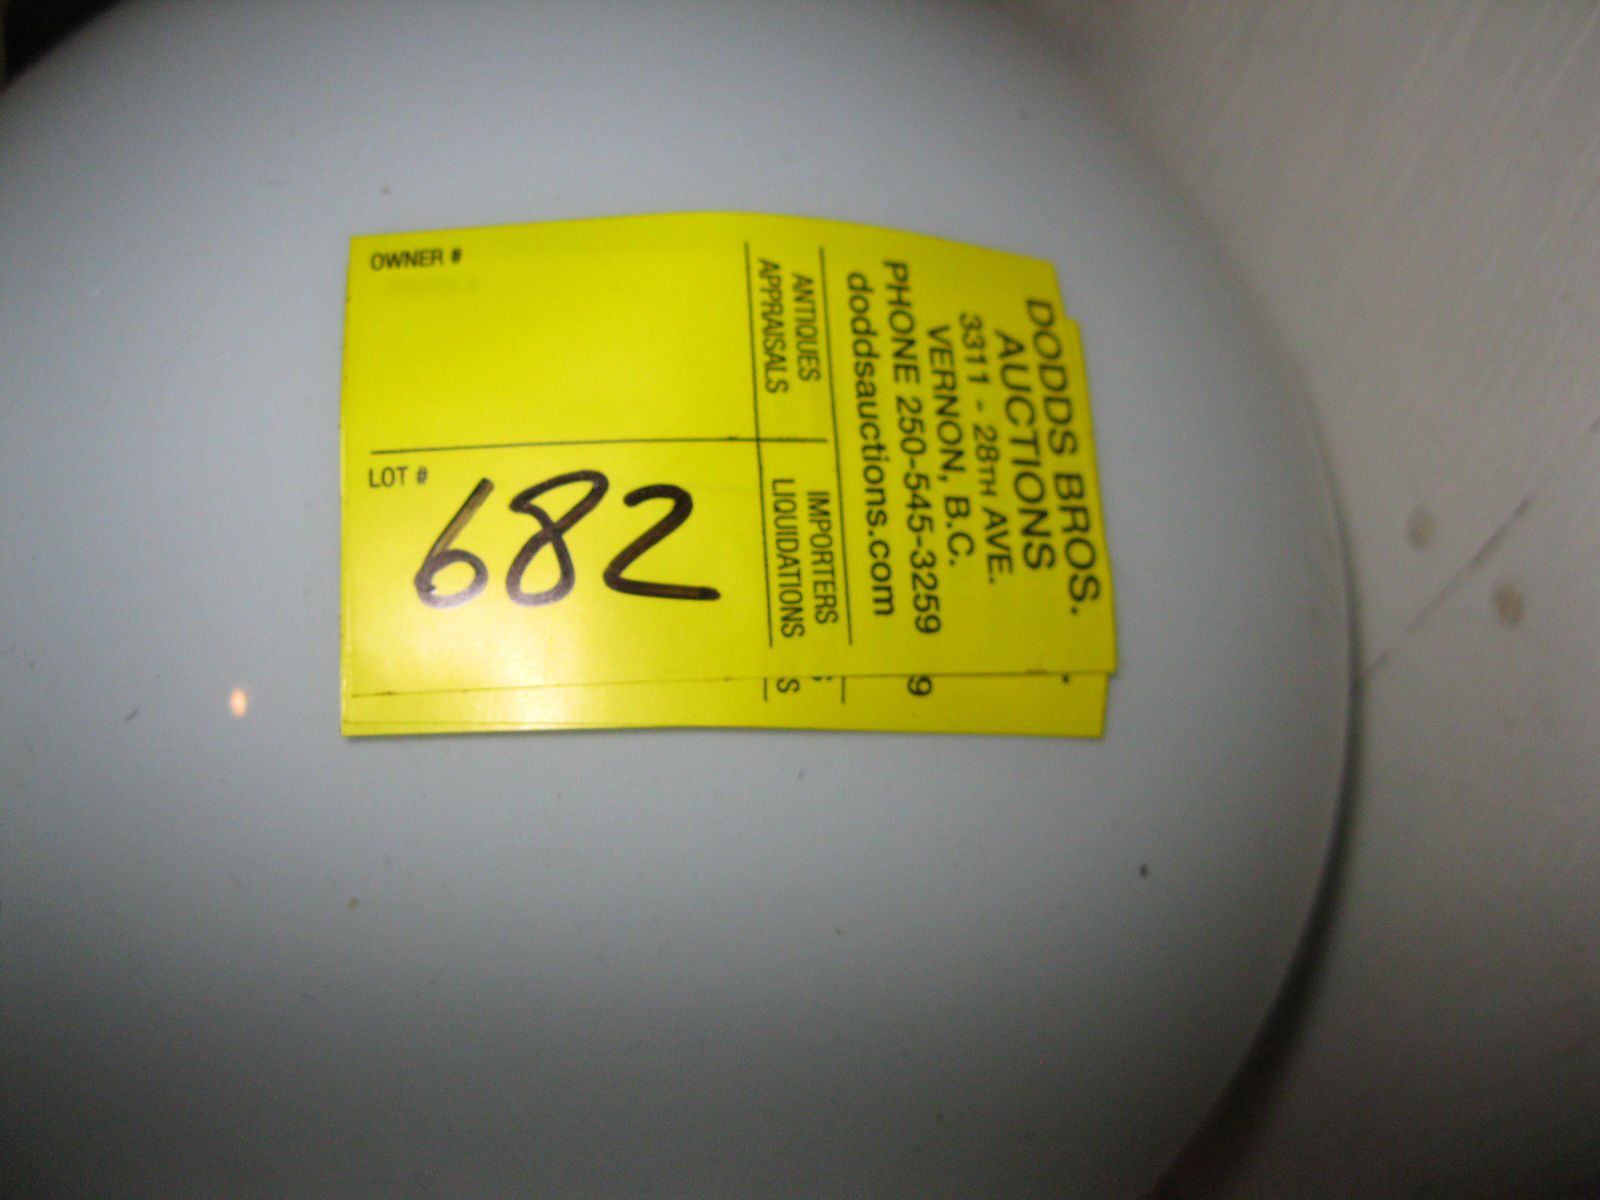 DODDS BROS.
AUCTIONS
3311 - 28TH AVE.
VERNON, B.C.
PHONE 250-545-3259
doddsauctions.com
ANTIQUES IMPORTERS
APPRAISALS LIQUIDATIONS
OWNER #
LOT # 682
9
S